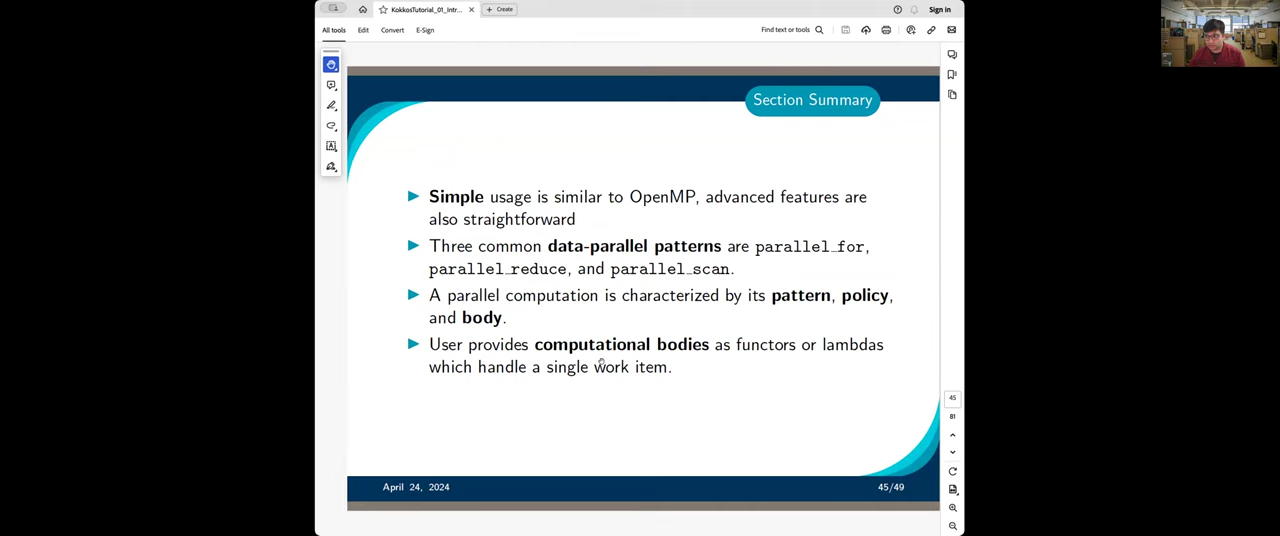 KokkosTutorial_01_Intr...
Create
Sign in
All tools
Edit
Convert
E-Sign
Find text or tools
Section Summary
Simple usage is similar to OpenMP, advanced features are
also straightforward
Three common data-parallel patterns are parallel_for,
parallel_reduce, and parallel_scan.
A parallel computation is characterized by its pattern, policy,
and body.
User provides computational bodies as functors or lambdas
which handle a single work item.
45
81
April 24, 2024
45/49